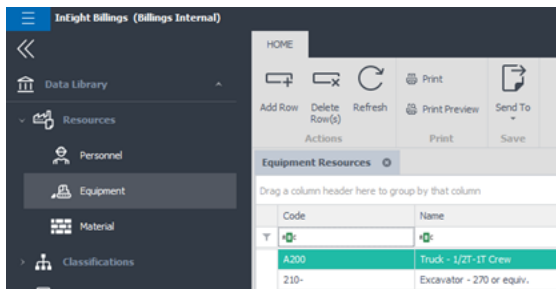 InEight Billings (Billings Internal)
HOME
Data Library
Add Row
Delete Row(s)
Refresh
Print
Print Preview
Send To
Actions
Print
Save
Resources
Personnel
Equipment
Material
Classifications
Equipment Resources
Drag a column header here to group by that column
Code
Name
A200
Truck - 1/2T-1T Crew
210-
Excavator - 270 or equiv.